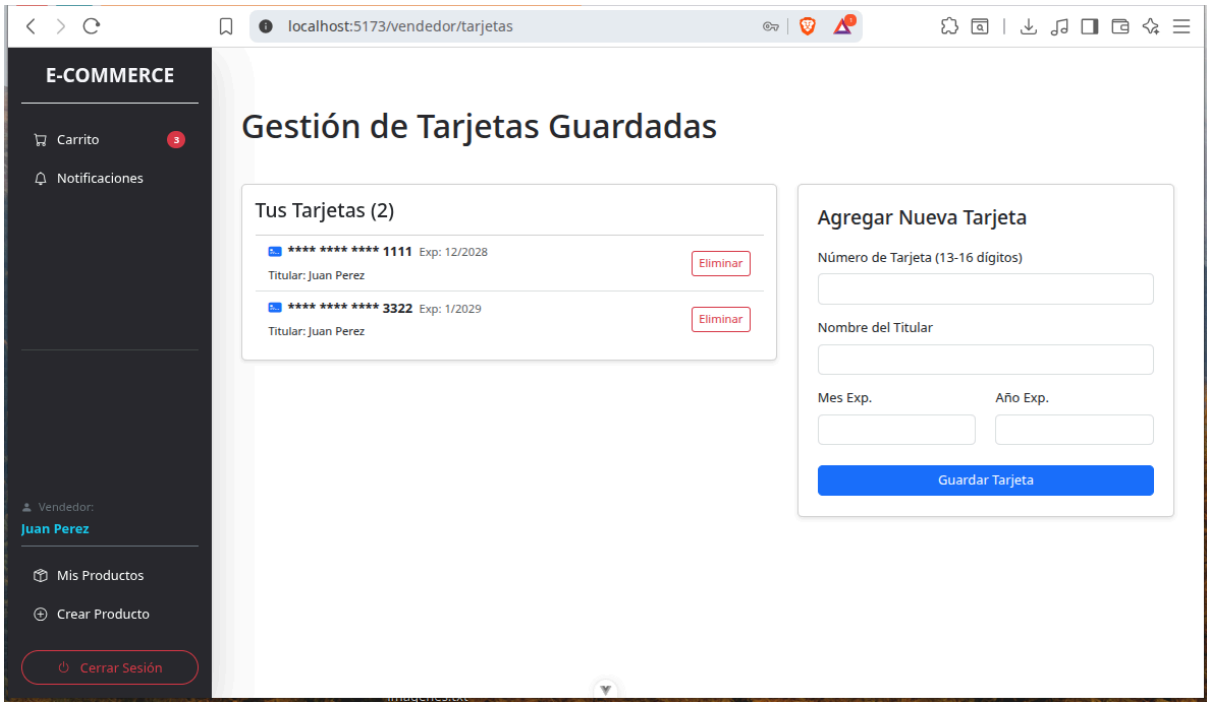 localhost:5173/vendedor/tarjetas
E-COMMERCE
Carrito 3
Notificaciones
Vendedor:
Juan Perez
Mis Productos
Crear Producto
Cerrar Sesión
Gestión de Tarjetas Guardadas
Tus Tarjetas (2)
**** **** **** 1111 Exp: 12/2028
Titular: Juan Perez
Eliminar
**** **** **** 3322 Exp: 1/2029
Titular: Juan Perez
Eliminar
Agregar Nueva Tarjeta
Número de Tarjeta (13-16 dígitos)
Nombre del Titular
Mes Exp. Año Exp.
Guardar Tarjeta